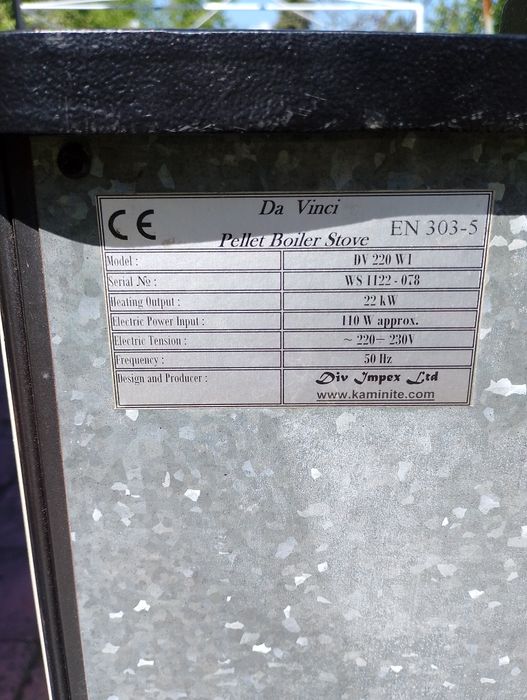 CE
Da Vinci
Pellet Boiler Stove
EN 303-5
Model : DV 220 W1
Serial № : WS 1122 - 078
Heating Output : 22 kW
Electric Power Input : 110 W approx.
Electric Tension : ~ 220÷ 230V
Frequency : 50 Hz
Design and Producer : Div Impex Ltd
www.kaminite.com